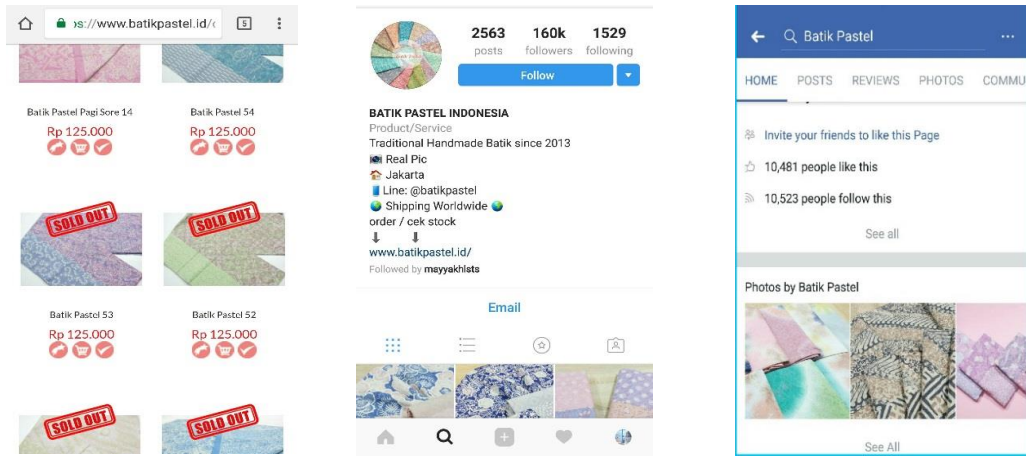 s://www.batikpastel.id/
5
Batik Pastel Pagi Sore 14
Batik Pastel 54
Rp 125.000
Rp 125.000
SOLD OUT
SOLD OUT
Batik Pastel 53
Batik Pastel 52
Rp 125.000
Rp 125.000
SOLD OUT
SOLD OUT
2563 160k 1529
posts followers following
Follow
BATIK PASTEL INDONESIA
Product/Service
Traditional Handmade Batik since 2013
Real Pic
Jakarta
Line: @batikpastel
Shipping Worldwide
order / cek stock
www.batikpastel.id/
Followed by mayyakhlsts
Email
Batik Pastel
HOME POSTS REVIEWS PHOTOS COMMU
Invite your friends to like this Page
10,481 people like this
10,523 people follow this
See all
Photos by Batik Pastel
See All